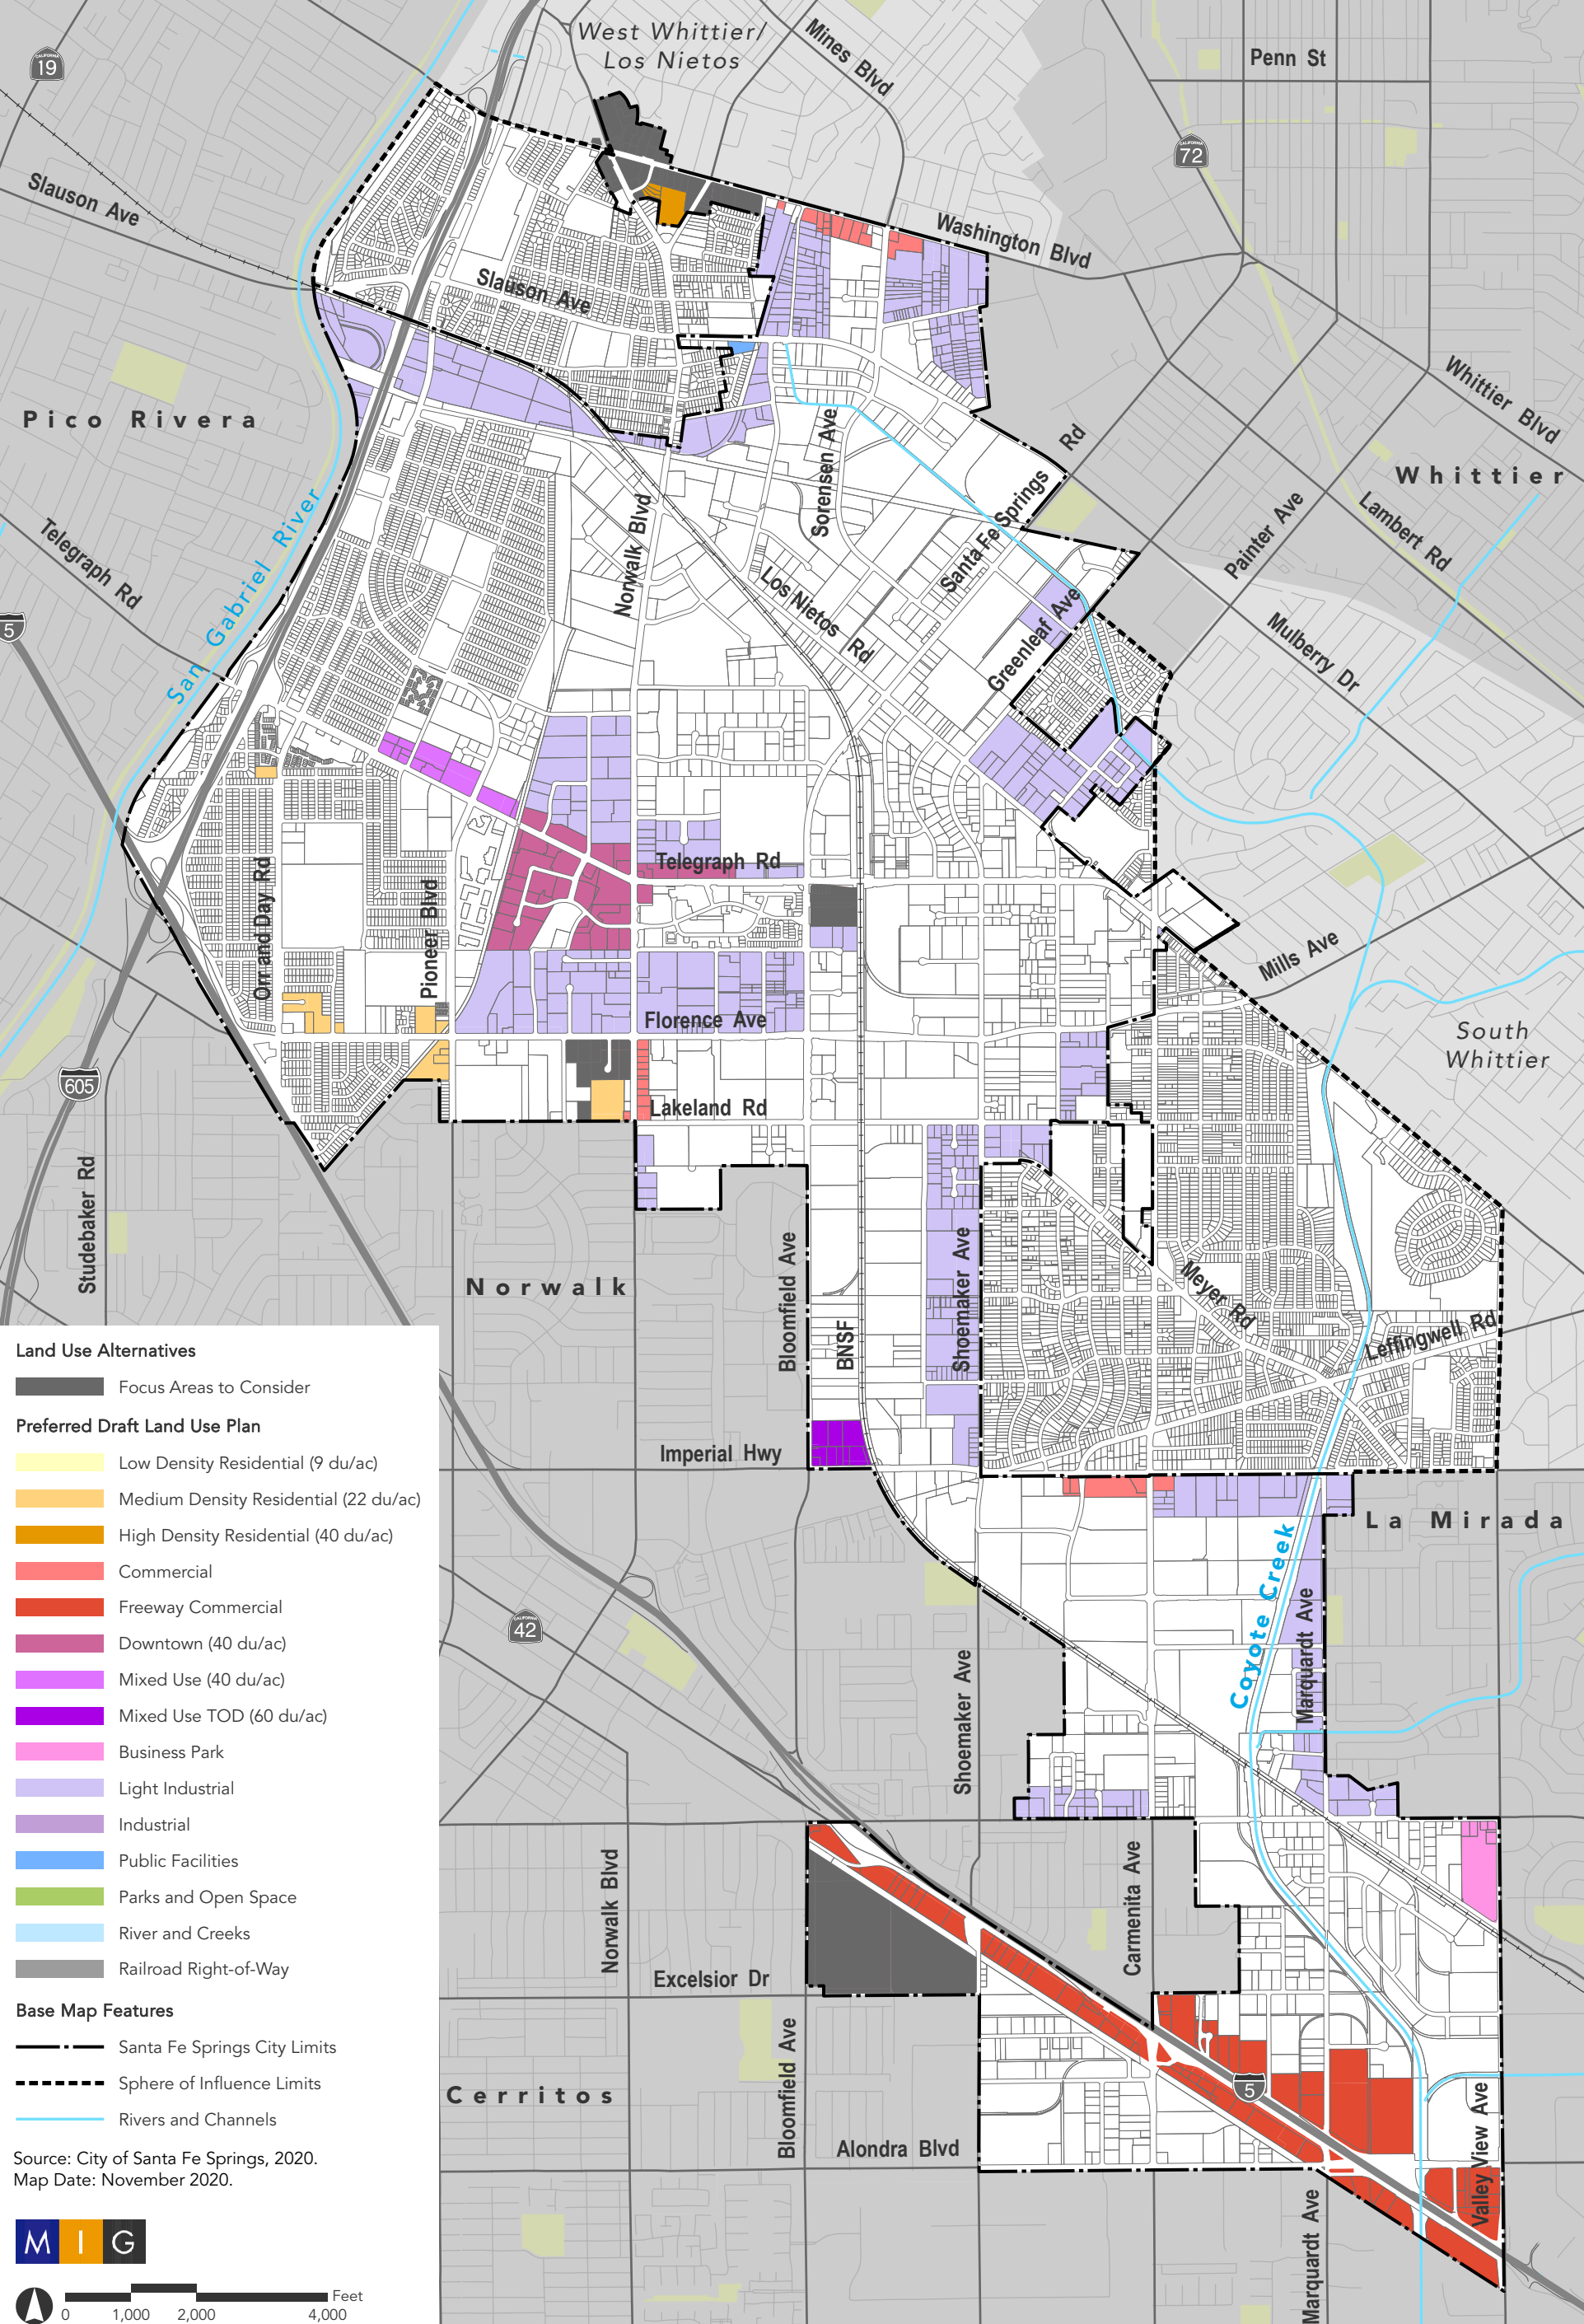 West Whittier/
Los Nietos
Mines Blvd
Penn St
CALIFORNIA
19
CALIFORNIA
72
Slauson Ave
Washington Blvd
Slauson Ave
Whittier Blvd
Pico Rivera
Whittier
Sorensen Ave
Santa Fe Springs Rd
Painter Ave
Lambert Rd
Telegraph Rd
San Gabriel River
Norwalk Blvd
Los Nietos Rd
Greenleaf Ave
Mulberry Dr
5
Telegraph Rd
Orr and Day Rd
Pioneer Blvd
Mills Ave
Florence Ave
South
Whittier
605
Lakeland Rd
Studebaker Rd
Norwalk
Bloomfield Ave
BNSF
Shoemaker Ave
Meyer Rd
Leffingwell Rd
Imperial Hwy
La Mirada
Coyote Creek
Marquardt Ave
CALIFORNIA
42
Shoemaker Ave
Norwalk Blvd
Carmenita Ave
Excelsior Dr
Bloomfield Ave
Cerritos
5
Alondra Blvd
Valley View Ave
Marquardt Ave
Land Use Alternatives
Focus Areas to Consider
Preferred Draft Land Use Plan
Low Density Residential (9 du/ac)
Medium Density Residential (22 du/ac)
High Density Residential (40 du/ac)
Commercial
Freeway Commercial
Downtown (40 du/ac)
Mixed Use (40 du/ac)
Mixed Use TOD (60 du/ac)
Business Park
Light Industrial
Industrial
Public Facilities
Parks and Open Space
River and Creeks
Railroad Right-of-Way
Base Map Features
Santa Fe Springs City Limits
Sphere of Influence Limits
Rivers and Channels
Source: City of Santa Fe Springs, 2020.
Map Date: November 2020.
M I G
Feet
0 1,000 2,000 4,000